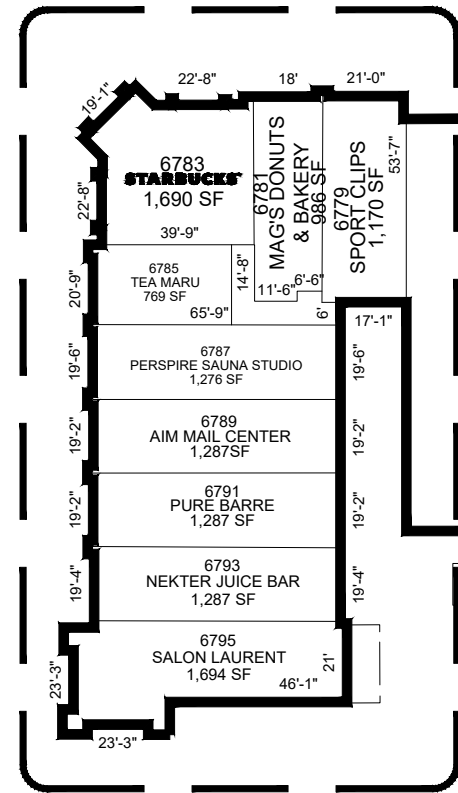 22'-8"
18'
21'-0"
19'-1"
6783
STARBUCKS
1,690 SF
39'-9"
22'-8"
6781
MAG'S DONUTS
& BAKERY
986 SF
6779
SPORT CLIPS
1,170 SF
53'-7"
20'-9"
6785
TEA MARU
769 SF
65'-9"
14'-8"
11'-6"
6'-6"
6'
17'-1"
19'-6"
6787
PERSPIRE SAUNA STUDIO
1,276 SF
19'-6"
19'-2"
6789
AIM MAIL CENTER
1,287SF
19'-2"
19'-2"
6791
PURE BARRE
1,287 SF
19'-2"
19'-4"
6793
NEKTER JUICE BAR
1,287 SF
19'-4"
23'-3"
6795
SALON LAURENT
1,694 SF
21'
46'-1"
23'-3"